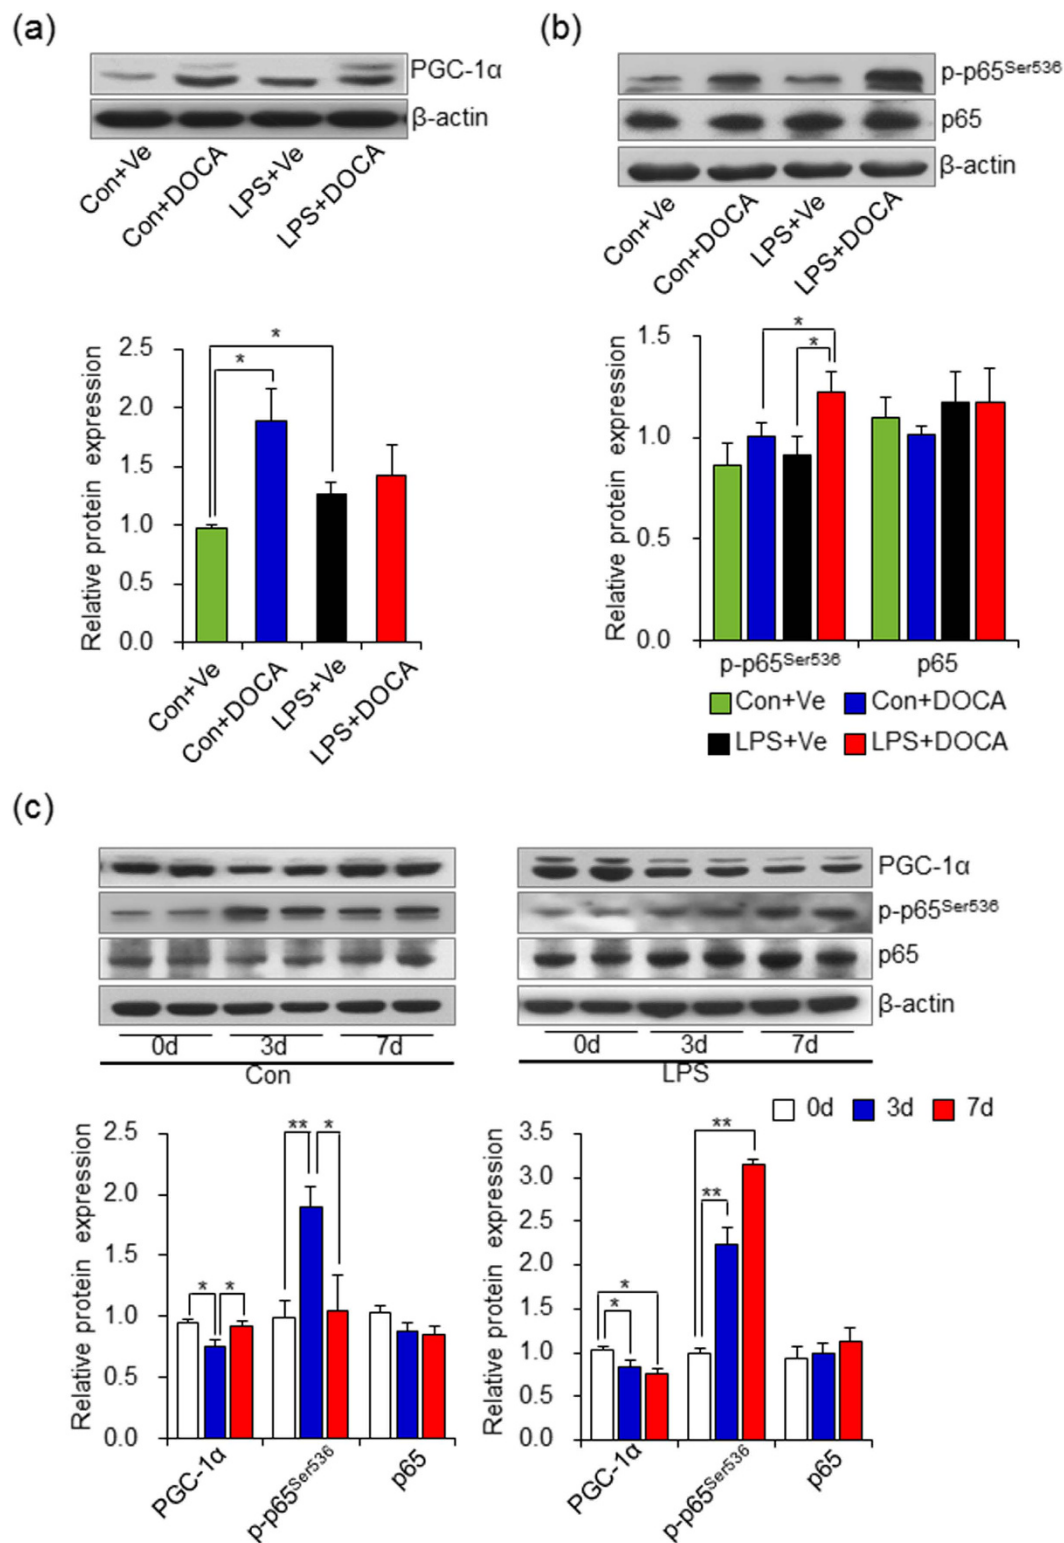 (a)
PGC-1α
β-actin
Con+Ve
Con+DOCA
LPS+Ve
LPS+DOCA
Relative protein expression
2.5
2.0
1.5
1.0
0.5
0.0
*
*
Con+Ve
Con+DOCA
LPS+Ve
LPS+DOCA
(b)
p-p65Ser536
p65
β-actin
Con+Ve
Con+DOCA
LPS+Ve
LPS+DOCA
Relative protein expression
1.5
1.0
0.5
0.0
*
*
p-p65Ser536
p65
Con+Ve
Con+DOCA
LPS+Ve
LPS+DOCA
(c)
PGC-1α
p-p65Ser536
p65
β-actin
0d
3d
7d
Con
0d
3d
7d
LPS
0d
3d
7d
Relative protein expression
2.5
2.0
1.5
1.0
0.5
0.0
*
*
**
*
PGC-1α
p-p65Ser536
p65
Relative protein expression
3.5
3.0
2.5
2.0
1.5
1.0
0.5
0.0
*
*
**
**
PGC-1α
p-p65Ser536
p65